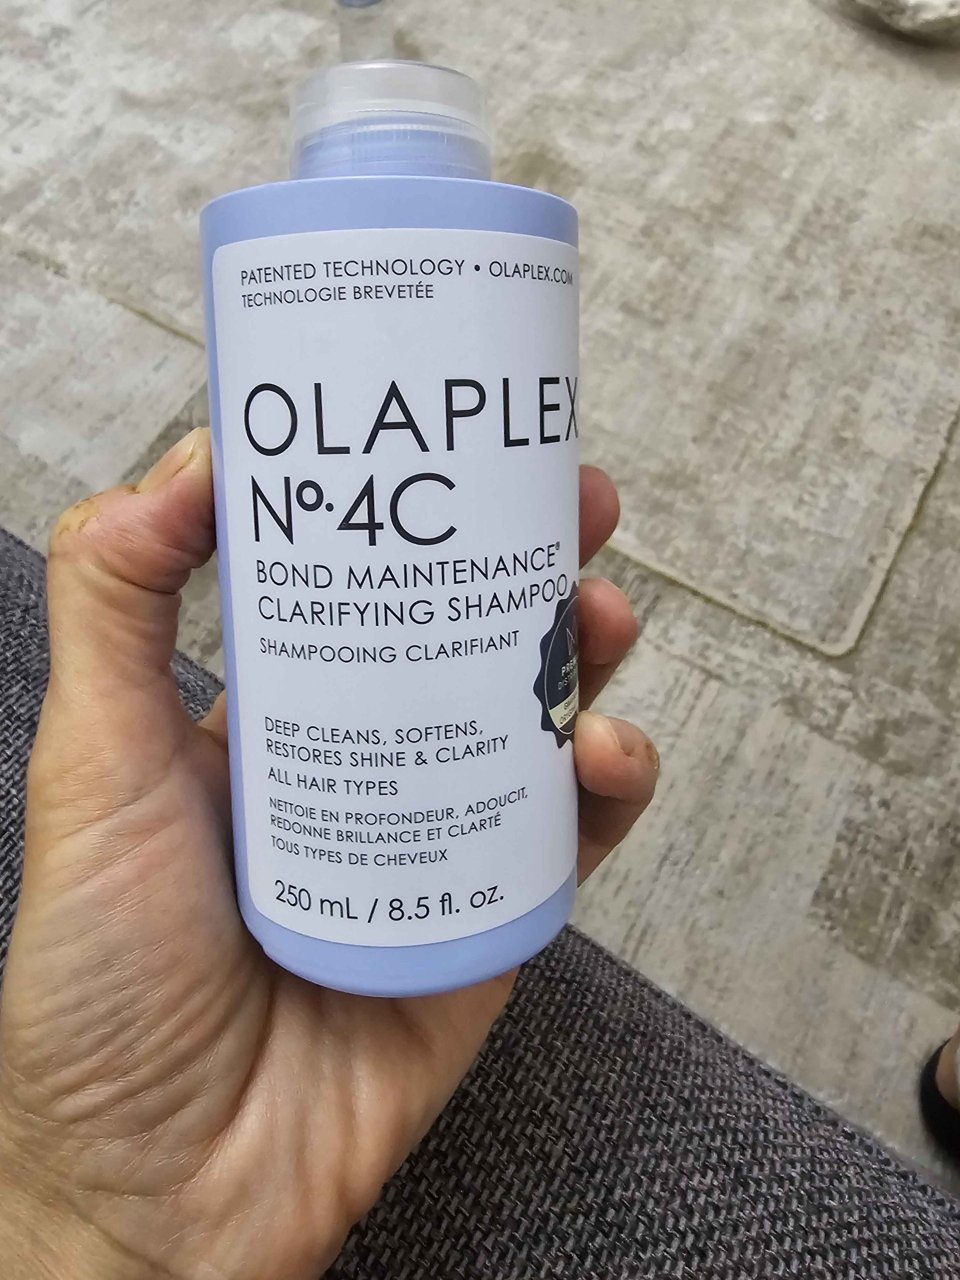 PATENTED TECHNOLOGY • OLAPLEX.COM
TECHNOLOGIE BREVETÉE
OLAPLEX
Nº.4C
BOND MAINTENANCE®
CLARIFYING SHAMPOO
SHAMPOOING CLARIFIANT
DEEP CLEANS, SOFTENS,
RESTORES SHINE & CLARITY
ALL HAIR TYPES
NETTOIE EN PROFONDEUR, ADOUCIT,
REDONNE BRILLANCE ET CLARTÉ
TOUS TYPES DE CHEVEUX
250 mL / 8.5 fl. oz.